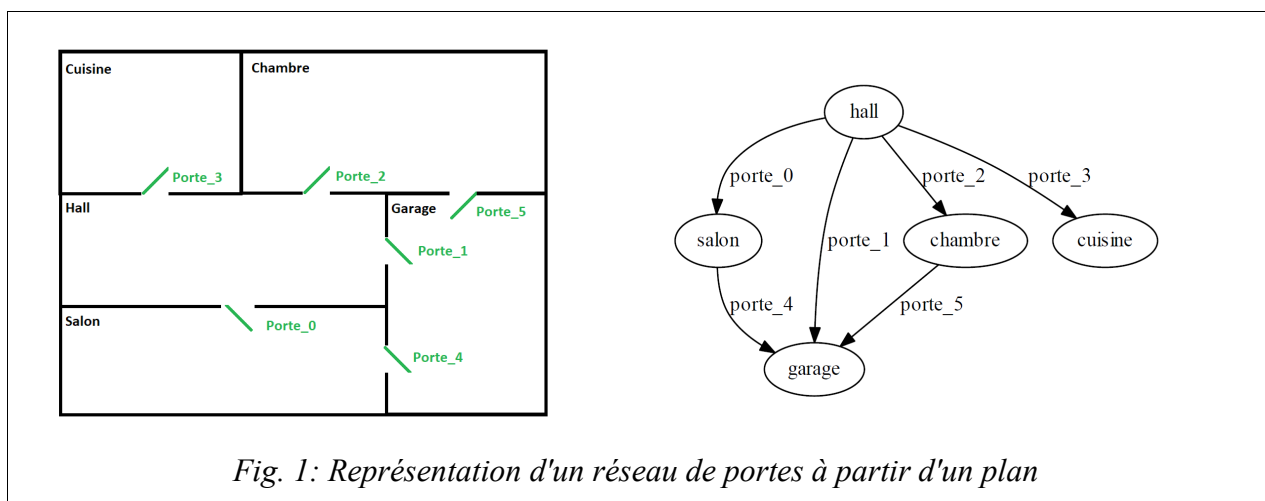 Cuisine
Chambre
Porte_3
Porte_2
Hall
Garage
Porte_5
Porte_1
Salon
Porte_0
Porte_4
hall
porte_0
porte_2
porte_3
salon
porte_1
chambre
cuisine
porte_4
porte_5
garage
Fig. 1: Représentation d'un réseau de portes à partir d'un plan